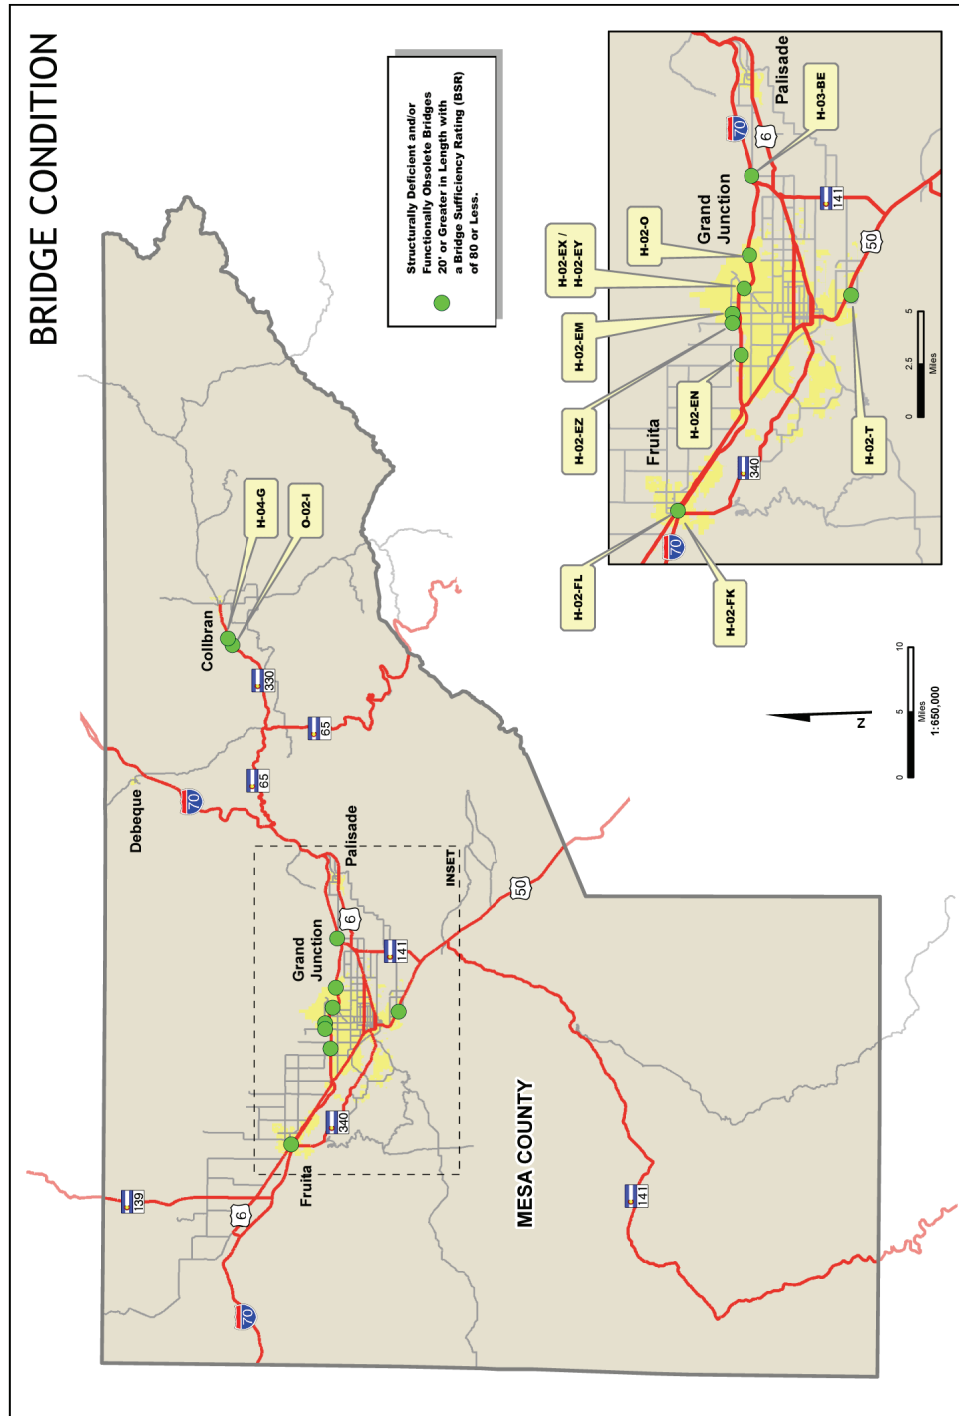 BRIDGE CONDITION
Structurally Deficient and/or
Functionally Obsolete Bridges
20' or Greater in Length with
a Bridge Sufficiency Rating (BSR)
of 80 or Less.
Debeque
Collbran
H-04-G
O-02-I
70
65
330
65
139
6
70
Fruita
340
Grand
Junction
Palisade
6
141
INSET
50
MESA COUNTY
141
H-02-FL
H-02-FK
H-02-EZ
H-02-EM
H-02-EX /
H-02-EY
H-02-O
H-03-BE
H-02-EN
H-02-T
Fruita
Grand
Junction
Palisade
70
340
70
6
141
50
0
2.5
5
Miles
N
0
5
10
Miles
1:650,000